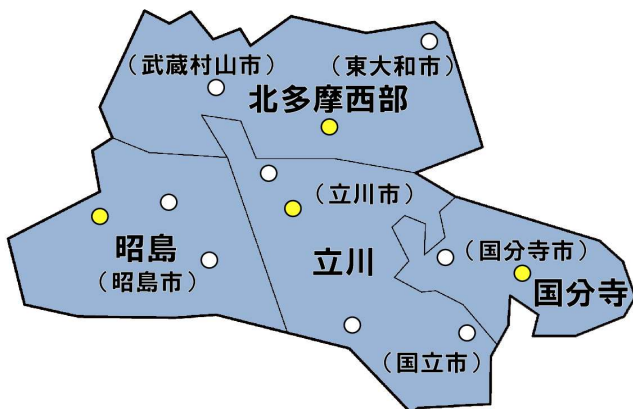 （武蔵村山市）
（東大和市）
北多摩西部
（立川市）
昭島
（昭島市）
立川
（国分寺市）
国分寺
（国立市）